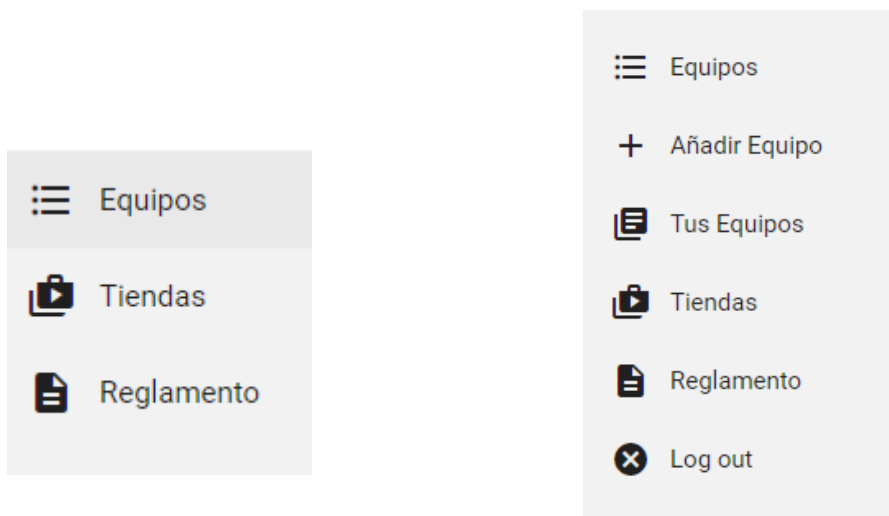 Equipos
Tiendas
Reglamento
Equipos
Añadir Equipo
Tus Equipos
Tiendas
Reglamento
Log out